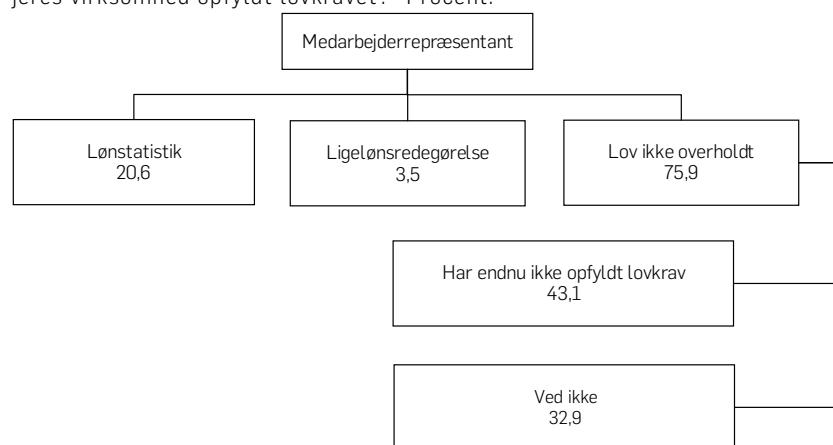 jeres virksomhed opfyldt lovkravet? Procent.
Medarbejderrepræsentant
Lønstatistik
20,6
Ligelønsredegørelse
3,5
Lov ikke overholdt
75,9
Har endnu ikke opfyldt lovkrav
43,1
Ved ikke
32,9